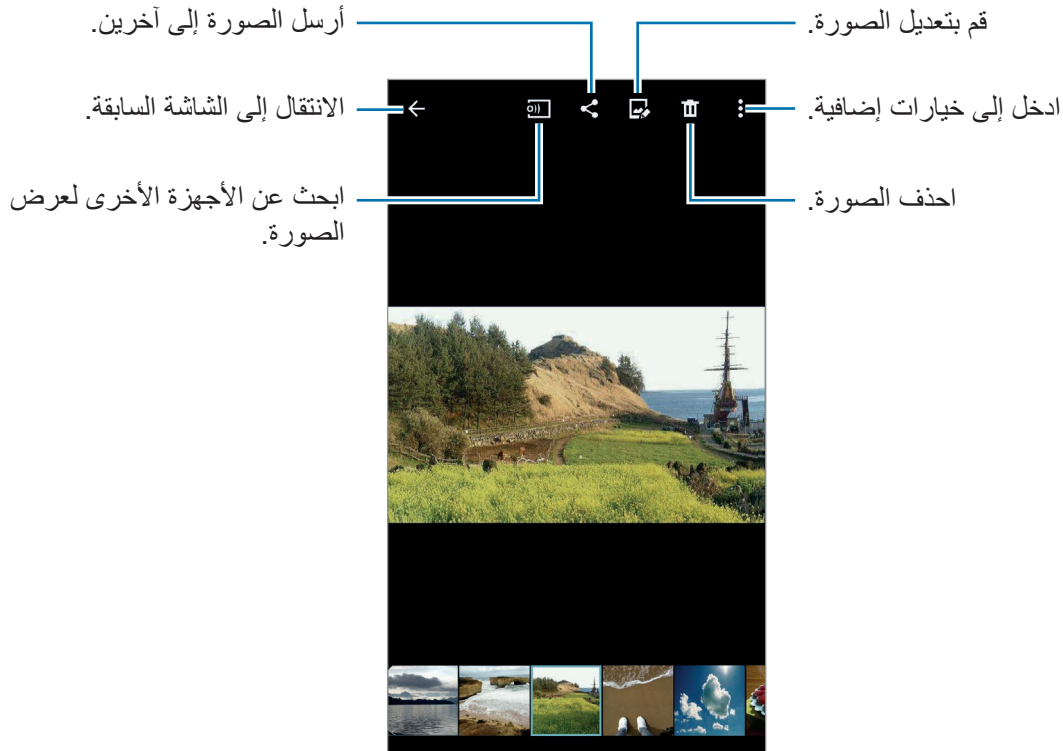 قم بتعديل الصورة.
أرسل الصورة إلى آخرين.
ادخل إلى خيارات إضافية.
الانتقال إلى الشاشة السابقة.
احذف الصورة.
ابحث عن الأجهزة الأخرى لعرض
الصورة.